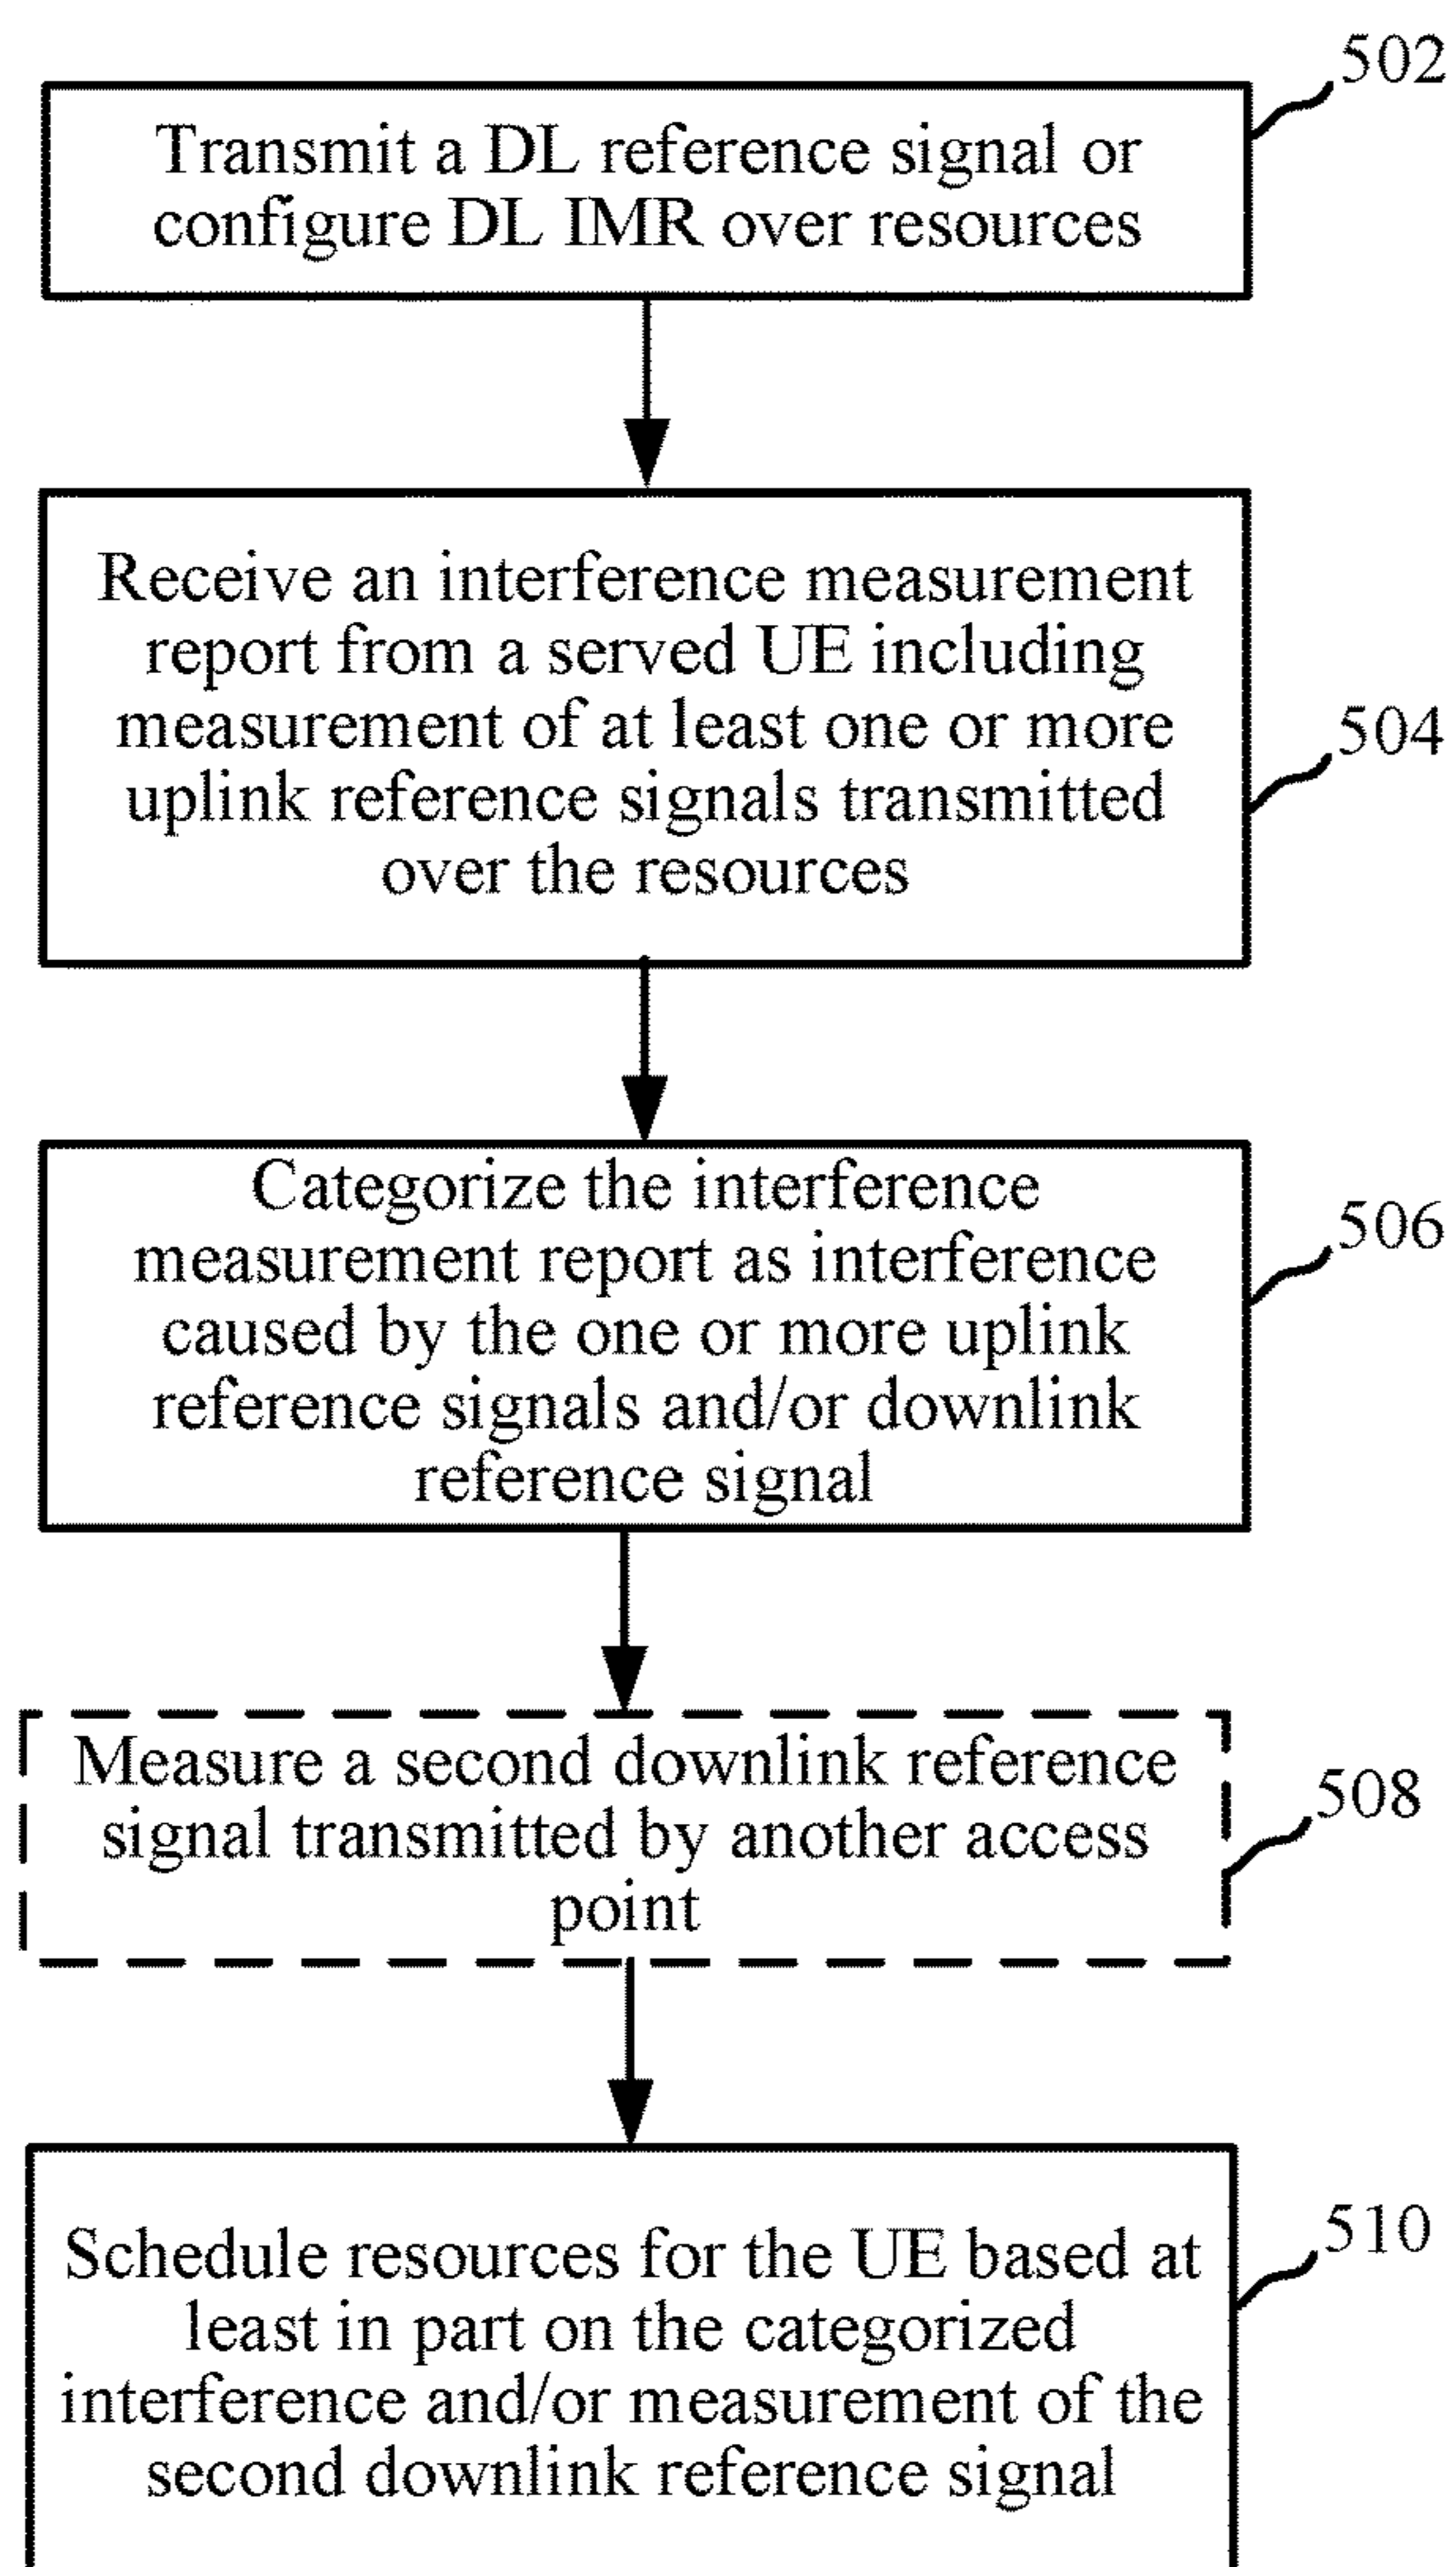 502
Transmit a DL reference signal or
configure DL IMR over resources
Receive an interference measurement
report from a served UE including
measurement of at least one or more
uplink reference signals transmitted
over the resources
504
Categorize the interference
measurement report as interference
caused by the one or more uplink
reference signals and/or downlink
reference signal
506
Measure a second downlink reference
signal transmitted by another access
point
508
Schedule resources for the UE based at
least in part on the categorized
interference and/or measurement of the
second downlink reference signal
510